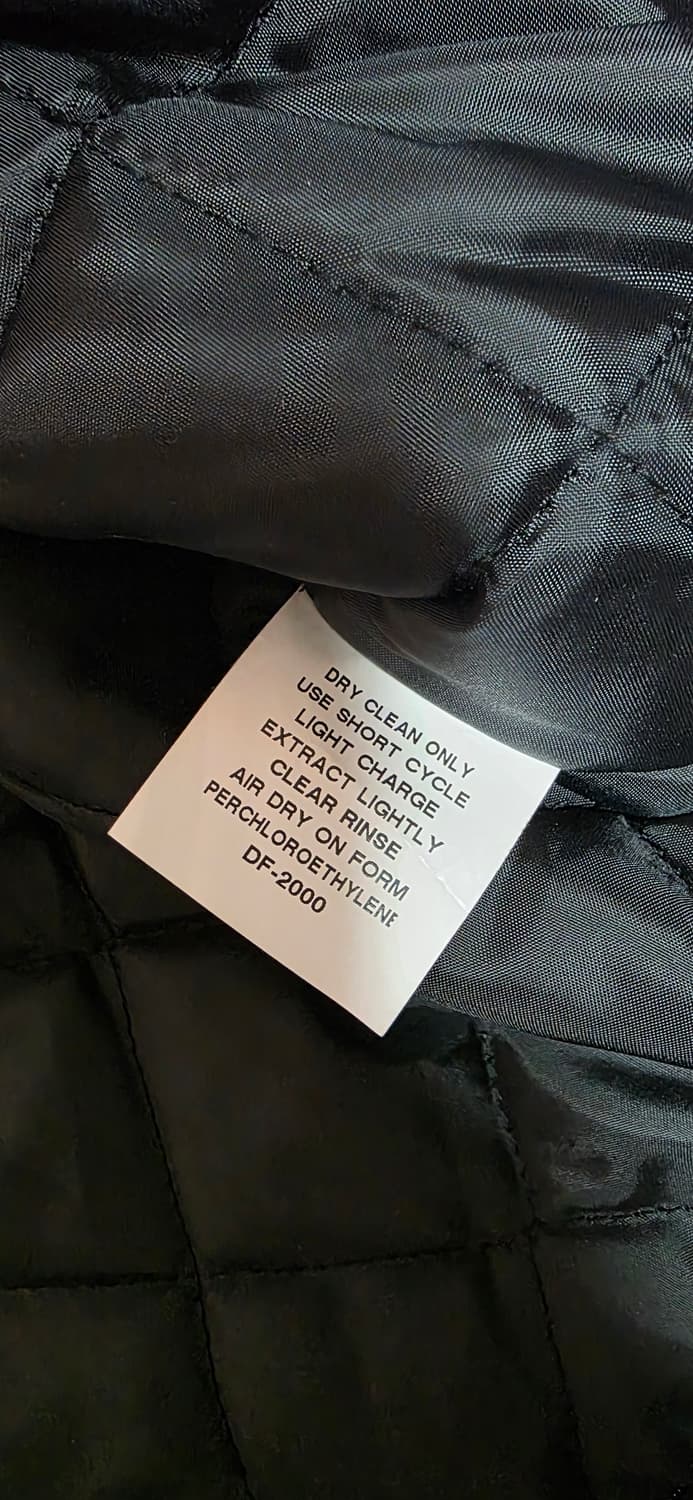 DRY CLEAN ONLY
USE SHORT CYCLE
LIGHT CHARGE
EXTRACT LIGHTLY
CLEAR RINSE
AIR DRY ON FORM
PERCHLOROETHYLENE
DF-2000